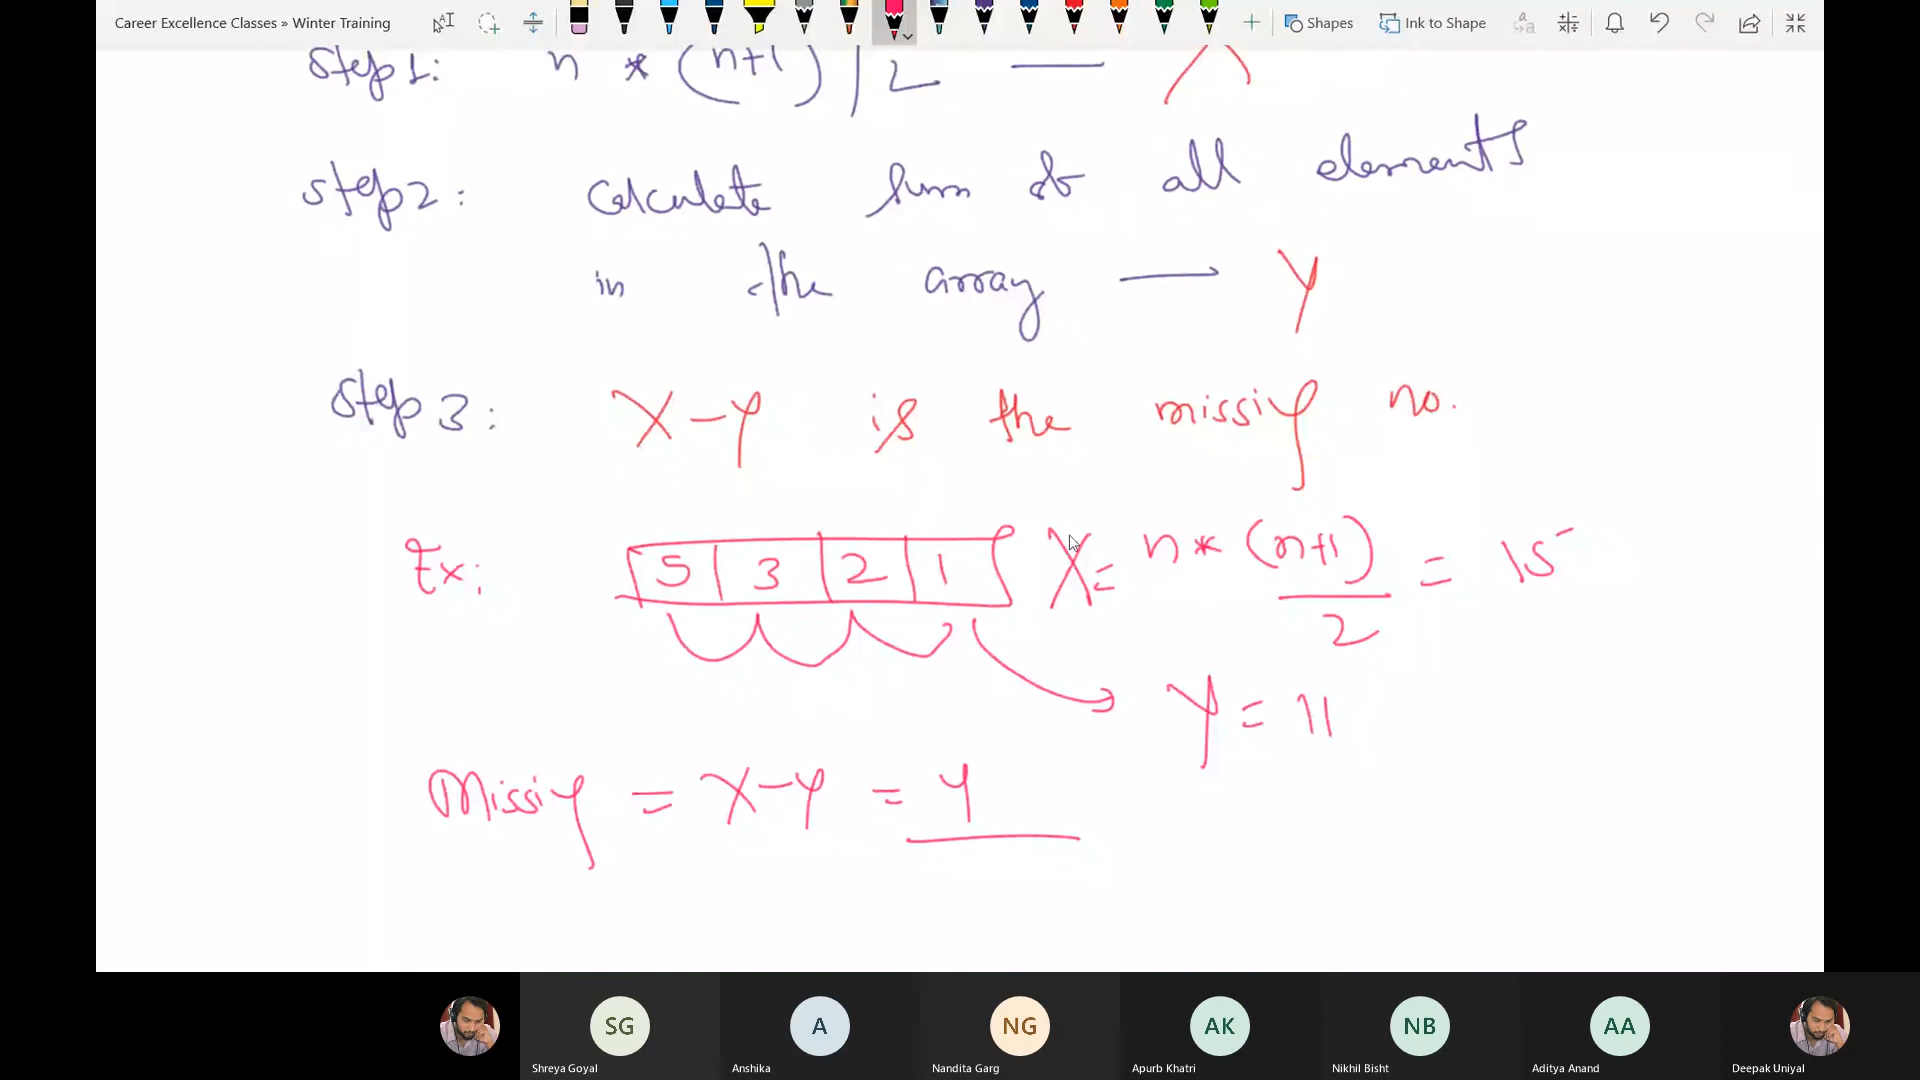 Career Excellence Classes » Winter Training
Shapes
Ink to Shape
Step 1: n * (n+1) / 2 — X
Step 2: Calculate sum of all elements
in the array → Y
Step 3: X-Y is the missing no.
Ex: 5 3 2 1 X = n * (n+1) / 2 = 15
Y = 11
Missing = X-Y = 4
SG A NG AK NB AA
Shreya Goyal Anshika Nandita Garg Apurb Khatri Nikhil Bisht Aditya Anand Deepak Uniyal